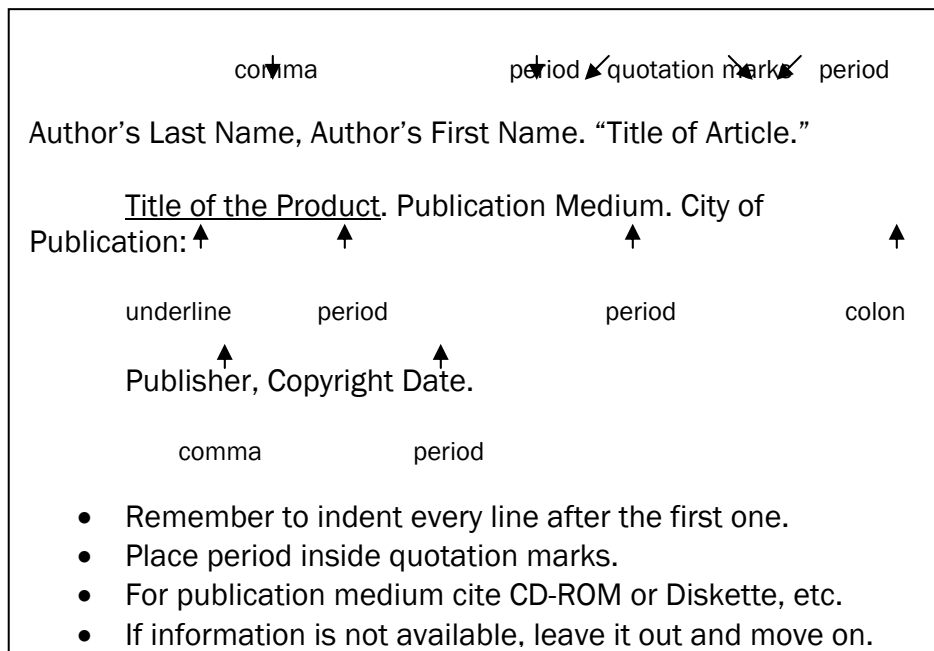 comma period quotation marks period
Author’s Last Name, Author’s First Name. “Title of Article.”
Title of the Product. Publication Medium. City of
Publication:
underline period period colon
Publisher, Copyright Date.
comma period
• Remember to indent every line after the first one.
• Place period inside quotation marks.
• For publication medium cite CD-ROM or Diskette, etc.
• If information is not available, leave it out and move on.